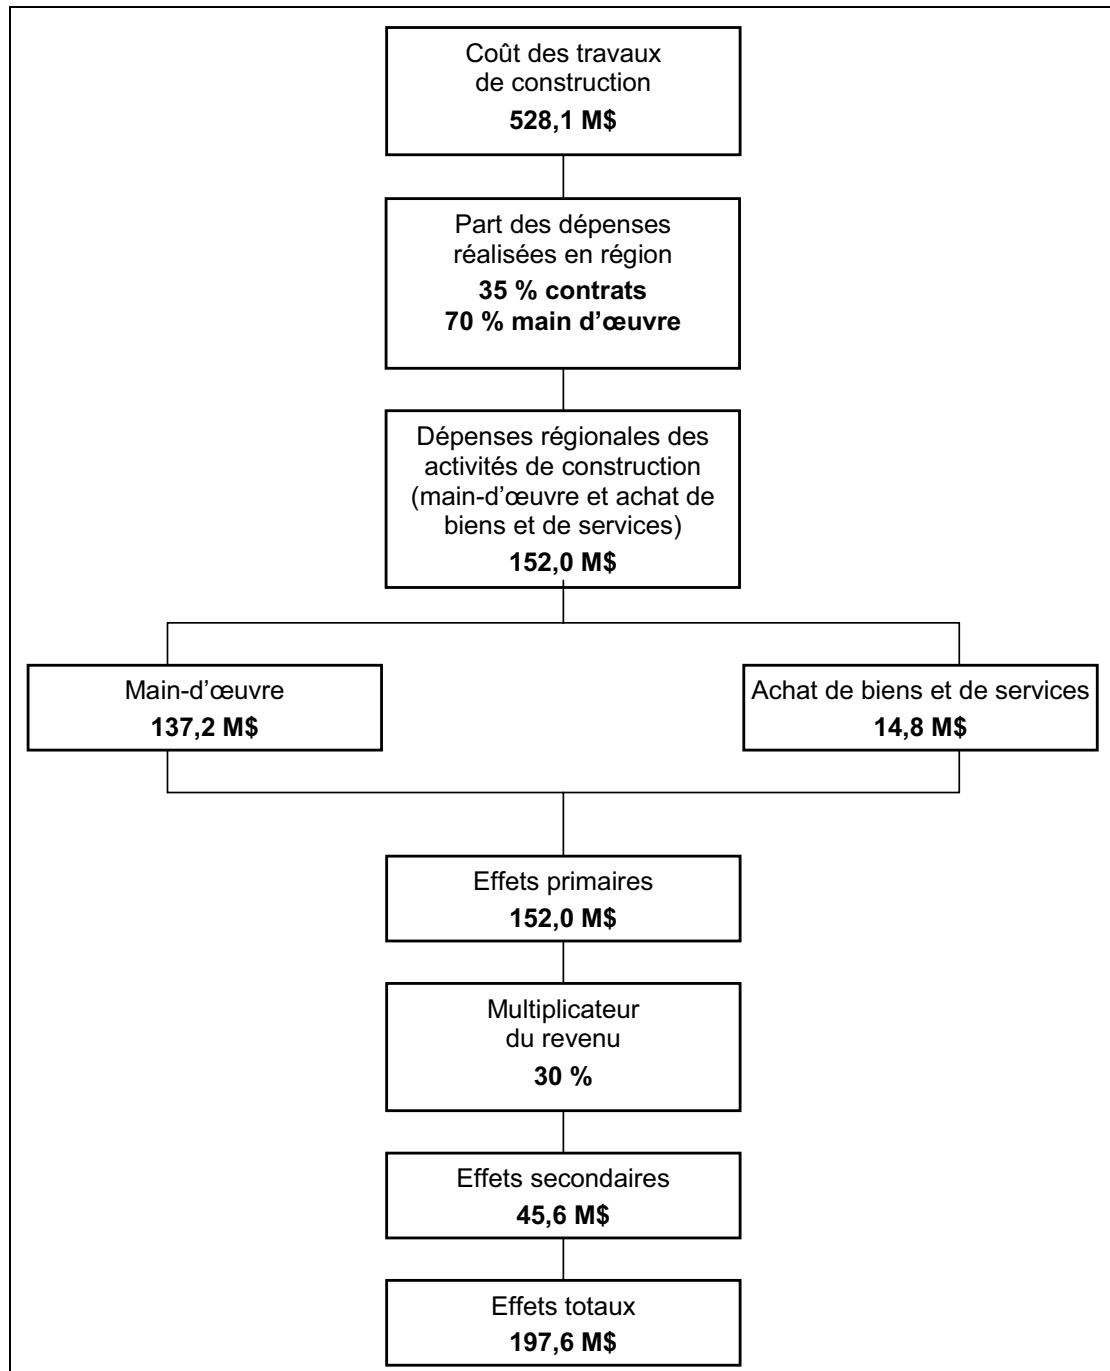 Coût des travaux
de construction
528,1 M$
Part des dépenses
réalisées en région
35 % contrats
70 % main d’œuvre
Dépenses régionales des
activités de construction
(main-d’œuvre et achat de
biens et de services)
152,0 M$
Main-d’œuvre
137,2 M$
Achat de biens et de services
14,8 M$
Effets primaires
152,0 M$
Multiplicateur
du revenu
30 %
Effets secondaires
45,6 M$
Effets totaux
197,6 M$